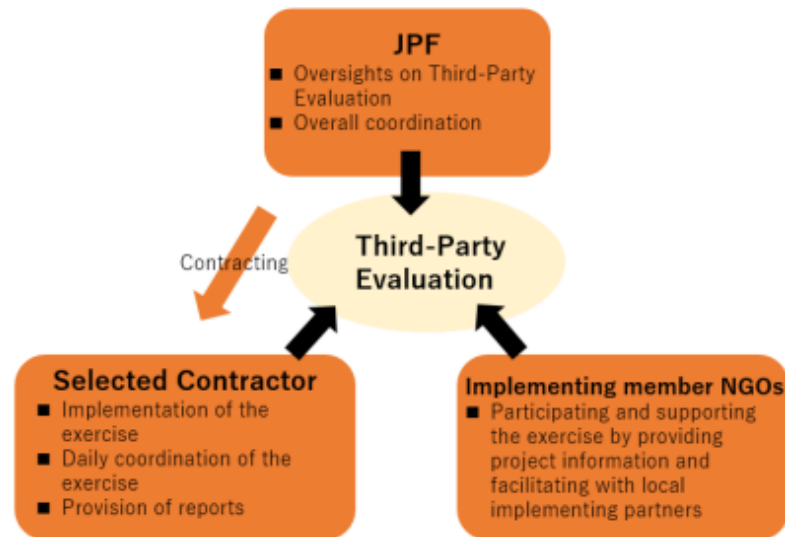 JPF
■ Oversights on Third-Party
Evaluation
■ Overall coordination
Contracting
Third-Party
Evaluation
Selected Contractor
■ Implementation of the
exercise
■ Daily coordination of the
exercise
■ Provision of reports
Implementing member NGOs
■ Participating and supporting
the exercise by providing
project information and
facilitating with local
implementing partners